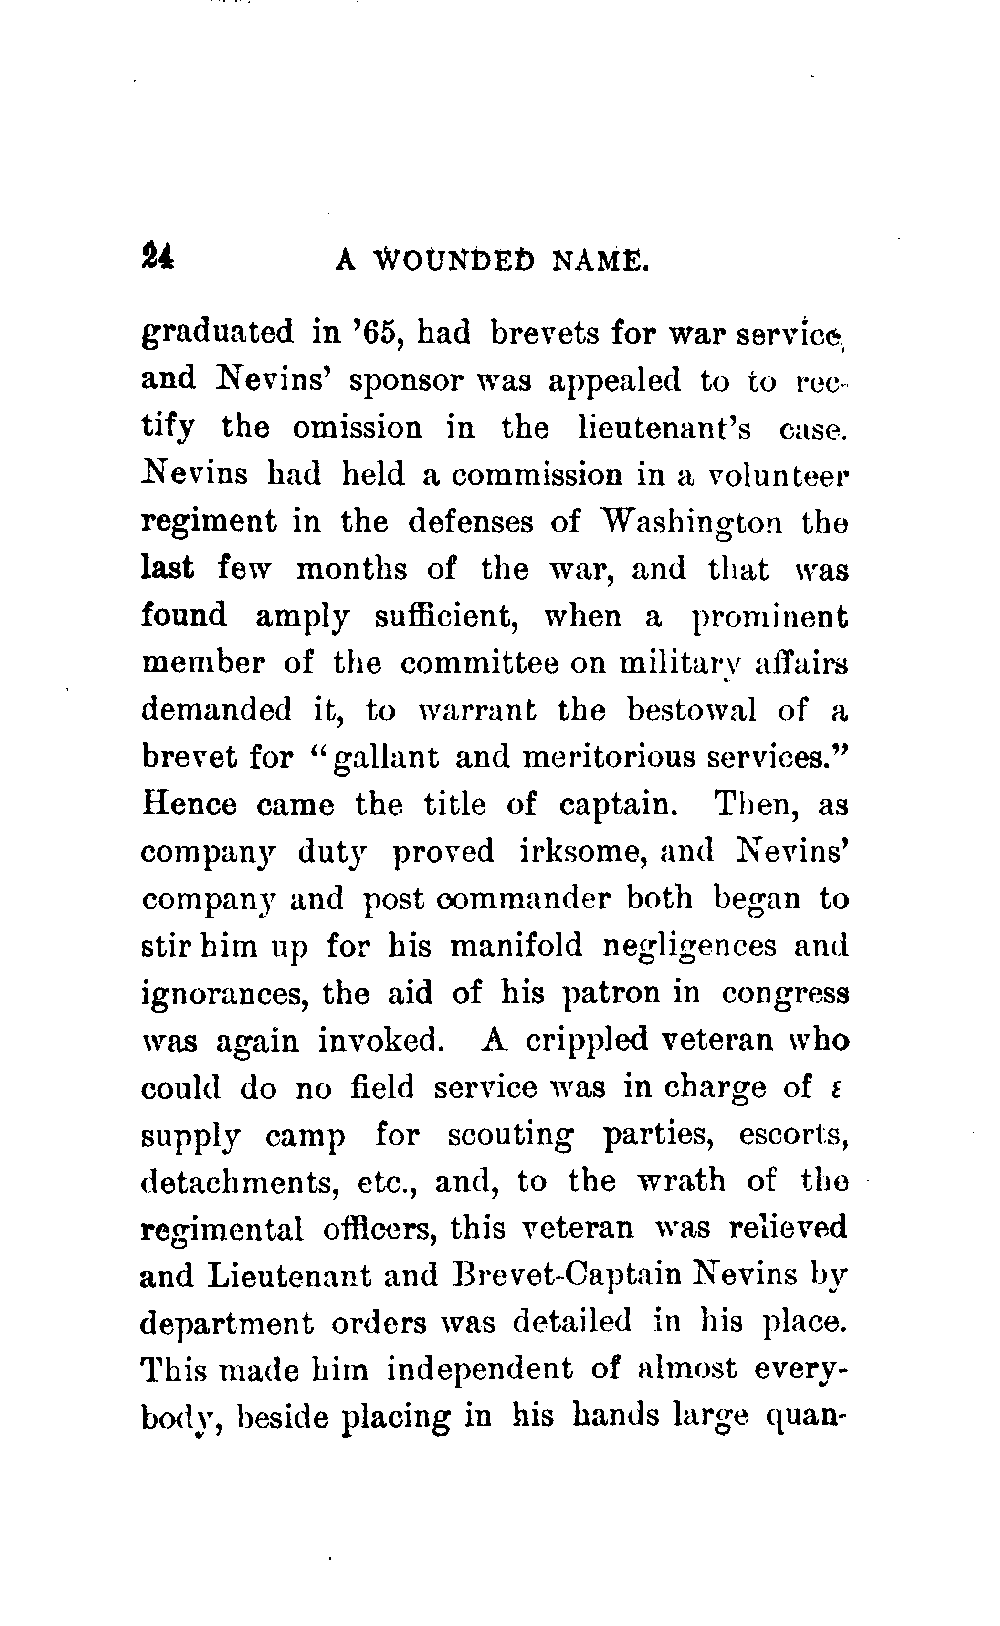 24 A WOUNDED NAME.
graduated in ’65, had brevets for war service,
and Nevins’ sponsor was appealed to to rec-
tify the omission in the lieutenant’s case.
Nevins had held a commission in a volunteer
regiment in the defenses of Washington the
last few months of the war, and that was
found amply sufficient, when a prominent
member of the committee on military affairs
demanded it, to warrant the bestowal of a
brevet for “gallant and meritorious services.”
Hence came the title of captain. Then, as
company duty proved irksome, and Nevins’
company and post commander both began to
stir him up for his manifold negligences and
ignorances, the aid of his patron in congress
was again invoked. A crippled veteran who
could do no field service was in charge of a
supply camp for scouting parties, escorts,
detachments, etc., and, to the wrath of the
regimental officers, this veteran was relieved
and Lieutenant and Brevet-Captain Nevins by
department orders was detailed in his place.
This made him independent of almost every-
body, beside placing in his hands large quan-